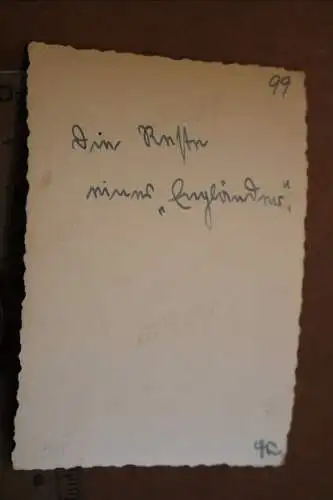 99
Die Reste
eines „Engländers".